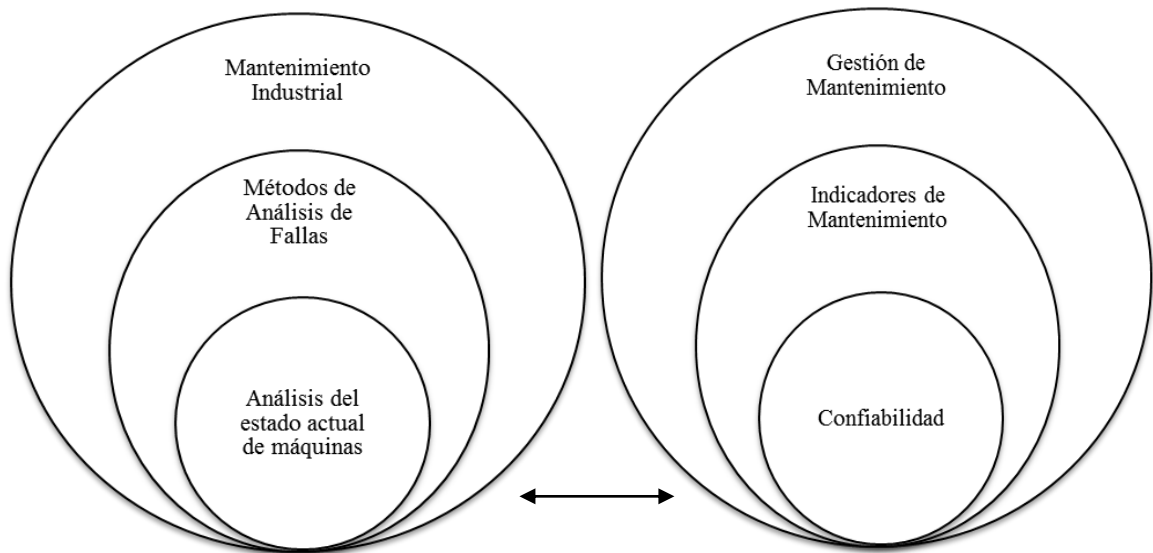 Mantenimiento
Industrial
Métodos de
Análisis de
Fallas
Análisis del
estado actual
de máquinas
Gestión de
Mantenimiento
Indicadores de
Mantenimiento
Confiabilidad